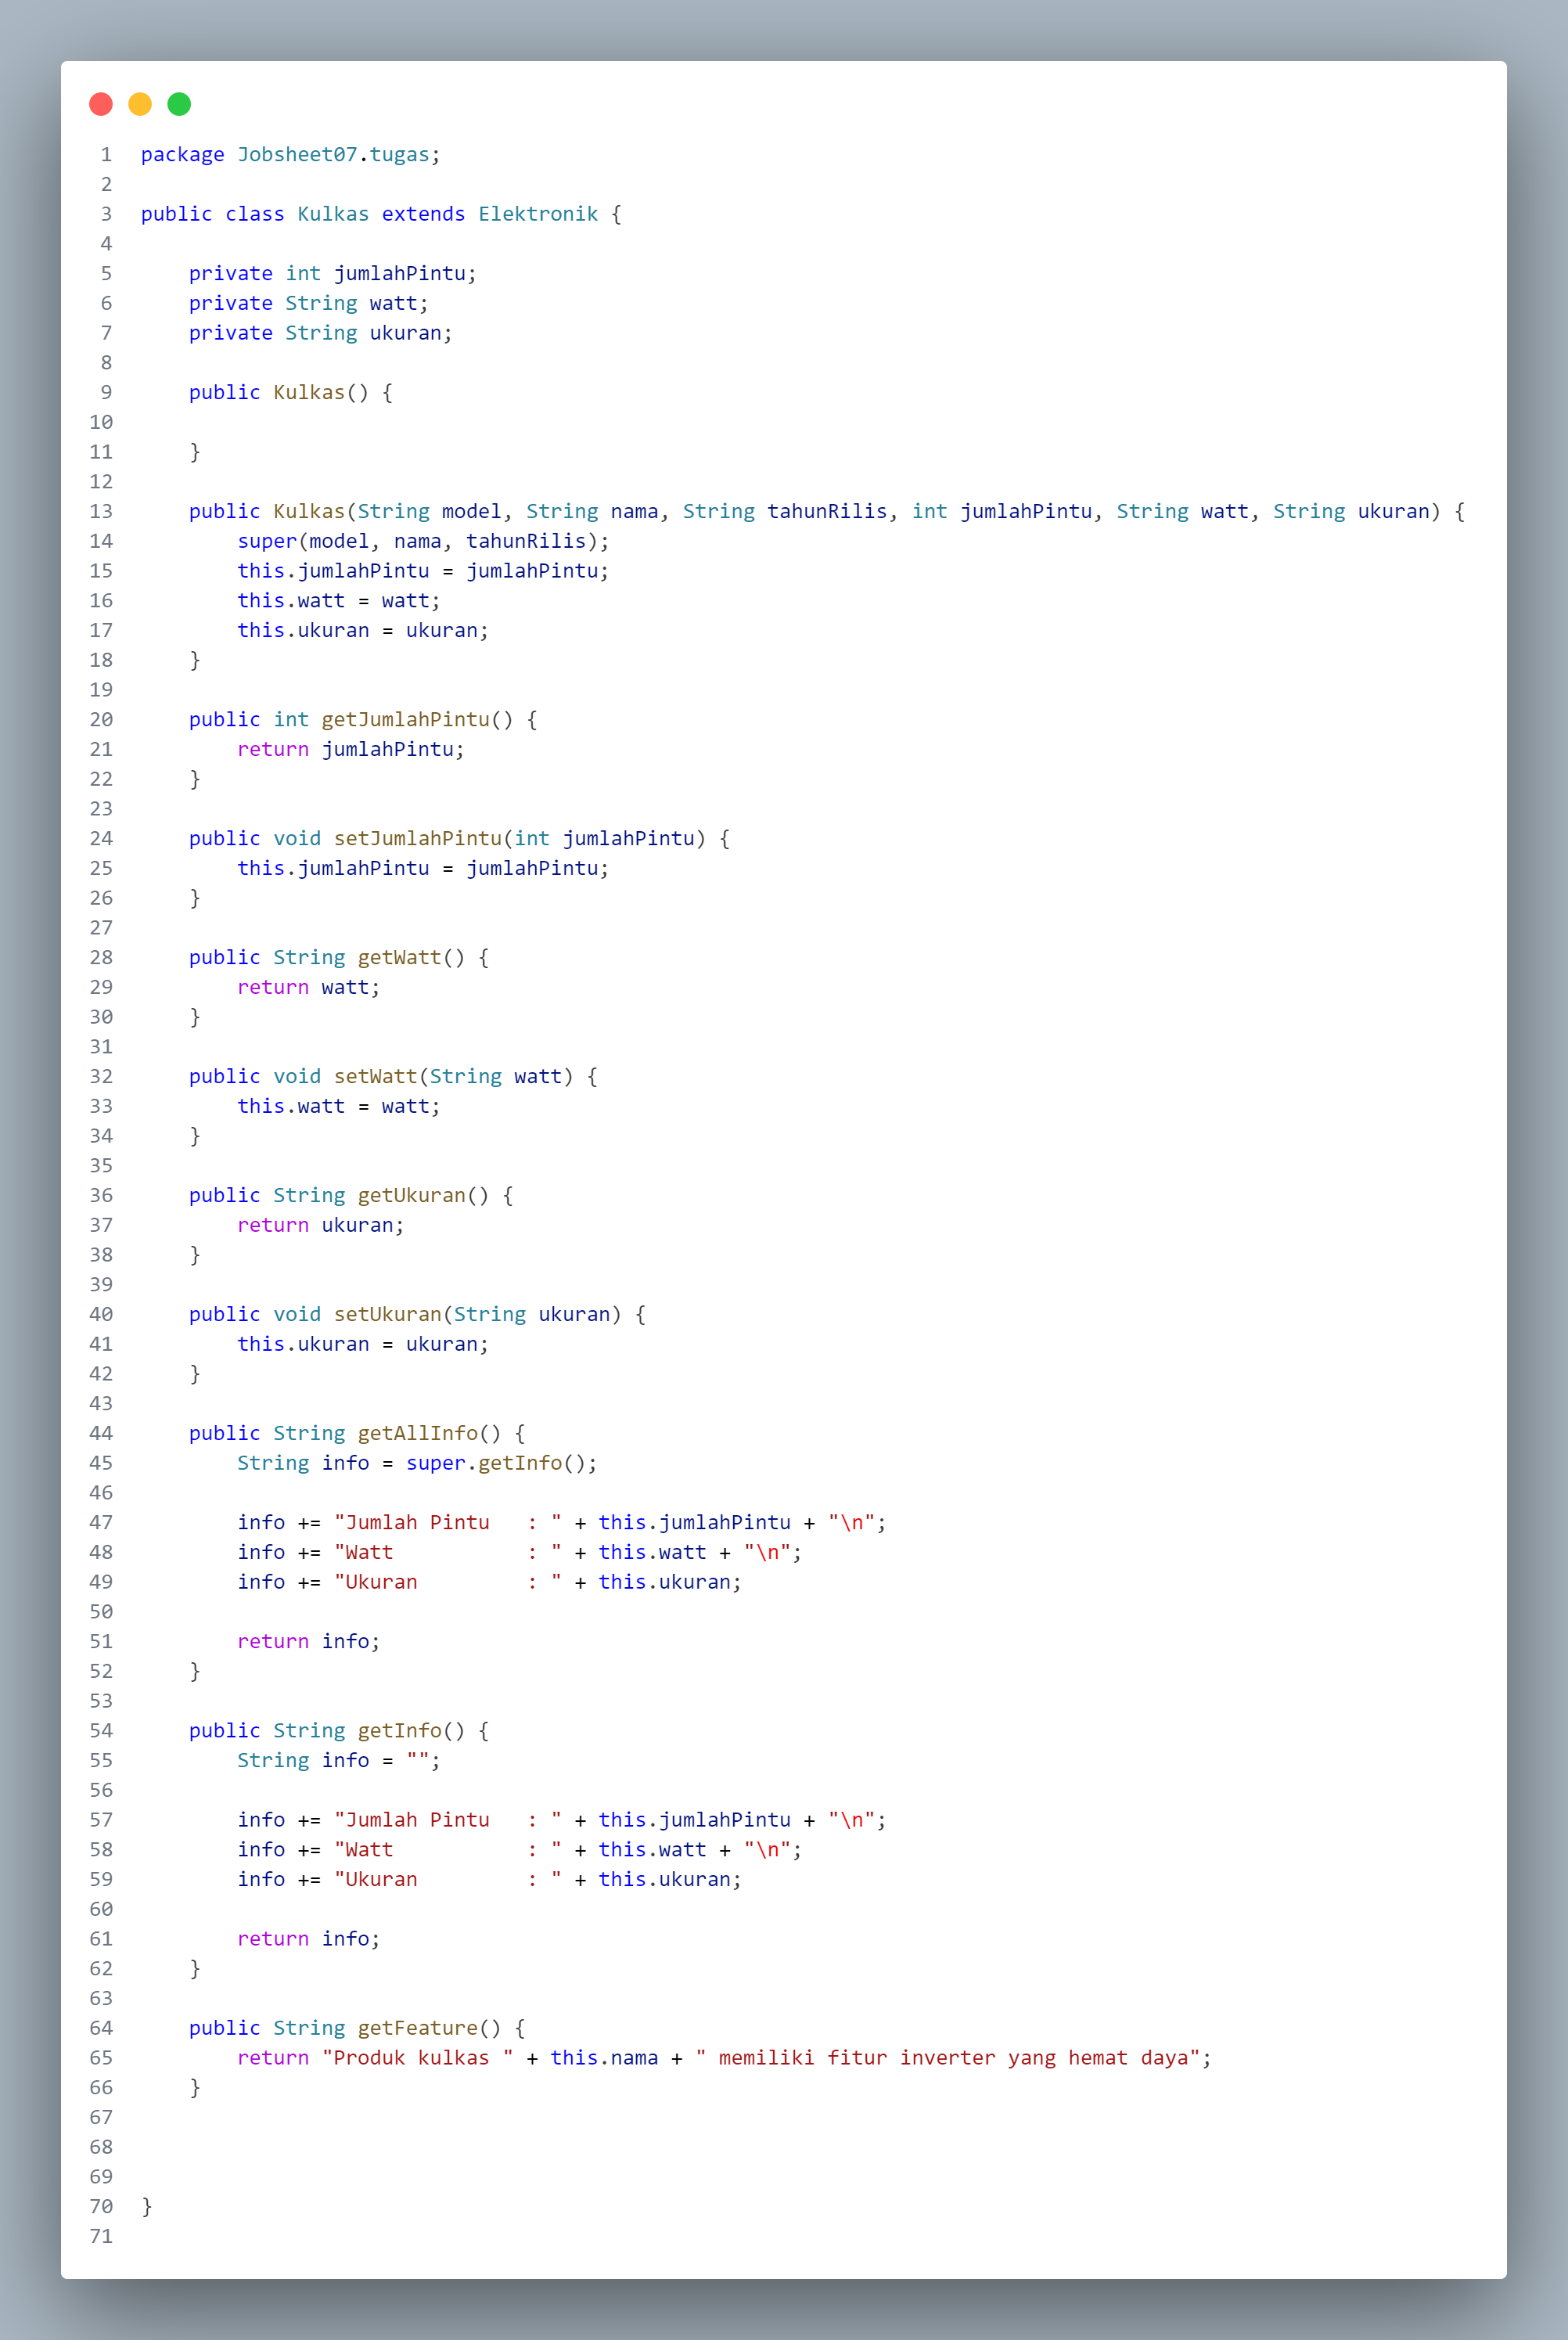 1 package Jobsheet07.tugas;
2
3 public class Kulkas extends Elektronik {
4
5     private int jumlahPintu;
6     private String watt;
7     private String ukuran;
8
9     public Kulkas() {
10
11     }
12
13     public Kulkas(String model, String nama, String tahunRilis, int jumlahPintu, String watt, String ukuran) {
14         super(model, nama, tahunRilis);
15         this.jumlahPintu = jumlahPintu;
16         this.watt = watt;
17         this.ukuran = ukuran;
18     }
19
20     public int getJumlahPintu() {
21         return jumlahPintu;
22     }
23
24     public void setJumlahPintu(int jumlahPintu) {
25         this.jumlahPintu = jumlahPintu;
26     }
27
28     public String getWatt() {
29         return watt;
30     }
31
32     public void setWatt(String watt) {
33         this.watt = watt;
34     }
35
36     public String getUkuran() {
37         return ukuran;
38     }
39
40     public void setUkuran(String ukuran) {
41         this.ukuran = ukuran;
42     }
43
44     public String getAllInfo() {
45         String info = super.getInfo();
46
47         info += "Jumlah Pintu   : " + this.jumlahPintu + "\n";
48         info += "Watt           : " + this.watt + "\n";
49         info += "Ukuran         : " + this.ukuran;
50
51         return info;
52     }
53
54     public String getInfo() {
55         String info = "";
56
57         info += "Jumlah Pintu   : " + this.jumlahPintu + "\n";
58         info += "Watt           : " + this.watt + "\n";
59         info += "Ukuran         : " + this.ukuran;
60
61         return info;
62     }
63
64     public String getFeature() {
65         return "Produk kulkas " + this.nama + " memiliki fitur inverter yang hemat daya";
66     }
67
68
69
70 }
71